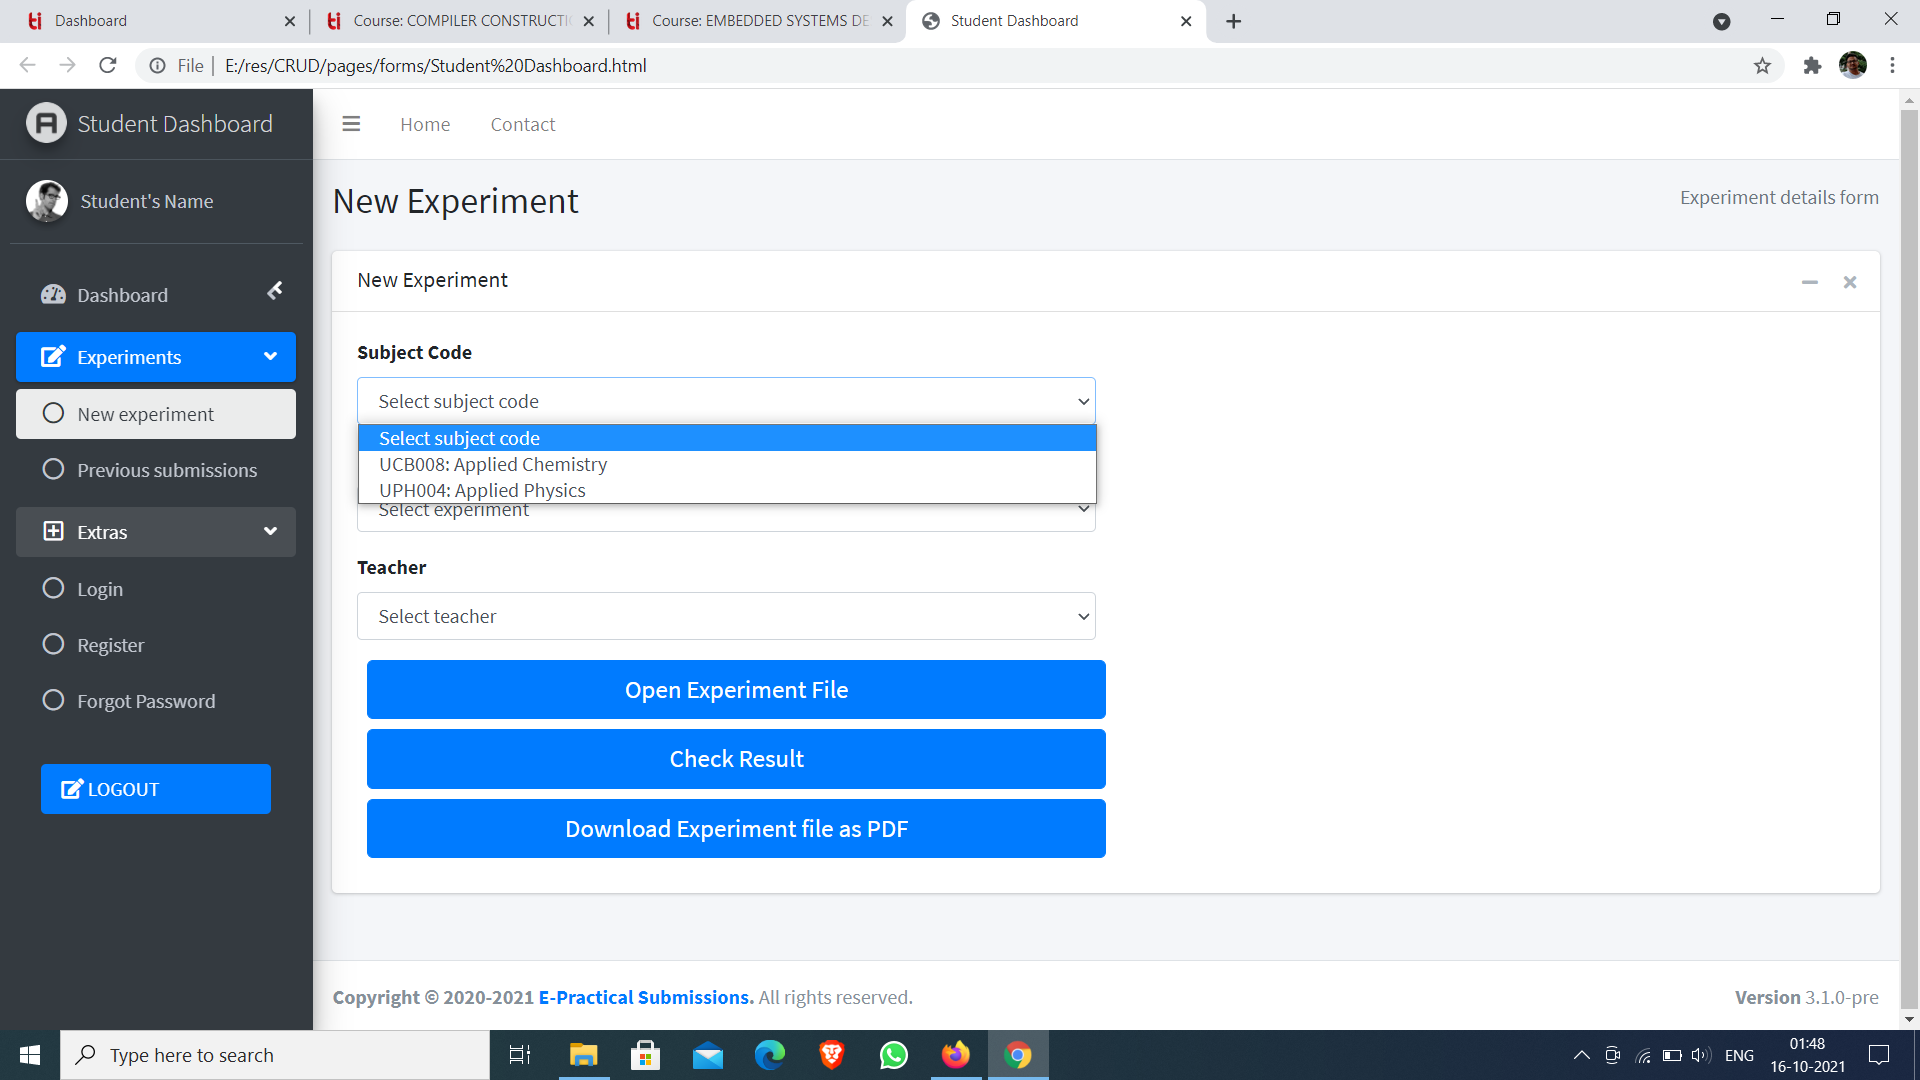 Dashboard
Course: COMPILER CONSTRUCTI
Course: EMBEDDED SYSTEMS DE
Student Dashboard
File
E:/res/CRUD/pages/forms/Student%20Dashboard.html
Student Dashboard
Home
Contact
Student's Name
New Experiment
Experiment details form
Dashboard
Experiments
New experiment
Previous submissions
Extras
Login
Register
Forgot Password
LOGOUT
New Experiment
Subject Code
Select subject code
Select subject code
UCB008: Applied Chemistry
UPH004: Applied Physics
Select experiment
Teacher
Select teacher
Open Experiment File
Check Result
Download Experiment file as PDF
Copyright © 2020-2021 E-Practical Submissions. All rights reserved.
Version 3.1.0-pre
Type here to search
ENG
01:48
16-10-2021